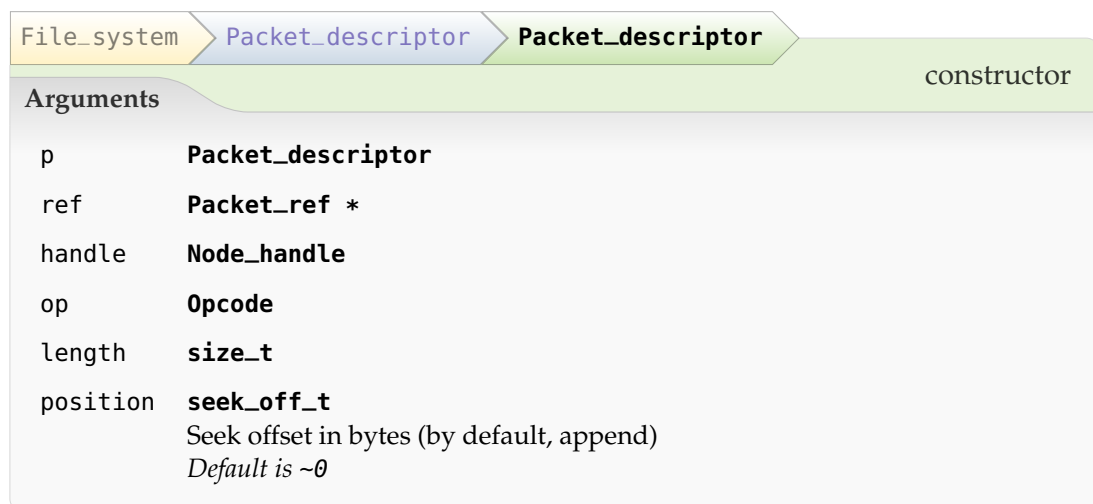 File_system Packet_descriptor Packet_descriptor
constructor
Arguments
p Packet_descriptor
ref Packet_ref *
handle Node_handle
op Opcode
length size_t
position seek_off_t
Seek offset in bytes (by default, append)
Default is ~0